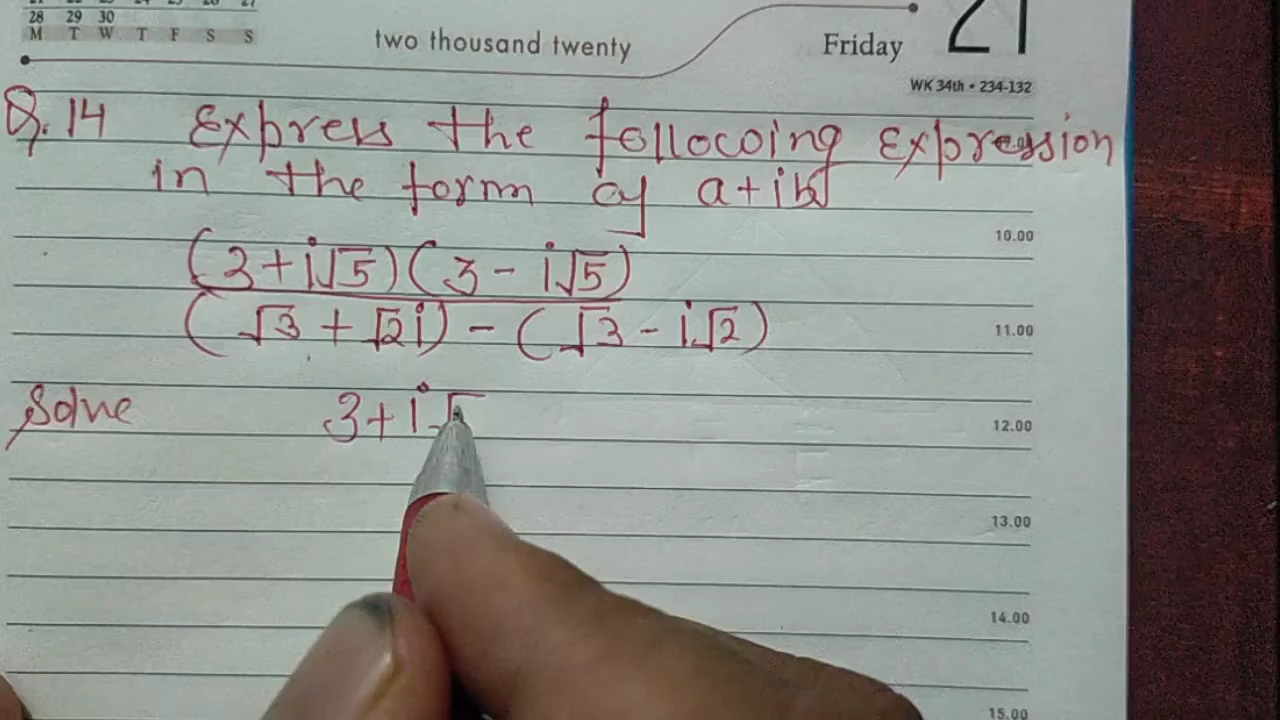 28 29 30
M T W T F S S
two thousand twenty
Friday
21
WK 34th • 234-132
Q.14 Express the following expression
in the form of a+ib
10.00
(3+i√5)(3-i√5)
(√3+√2i)-(√3-i√2)
11.00
Solve 3+i√5
12.00
13.00
14.00
15.00